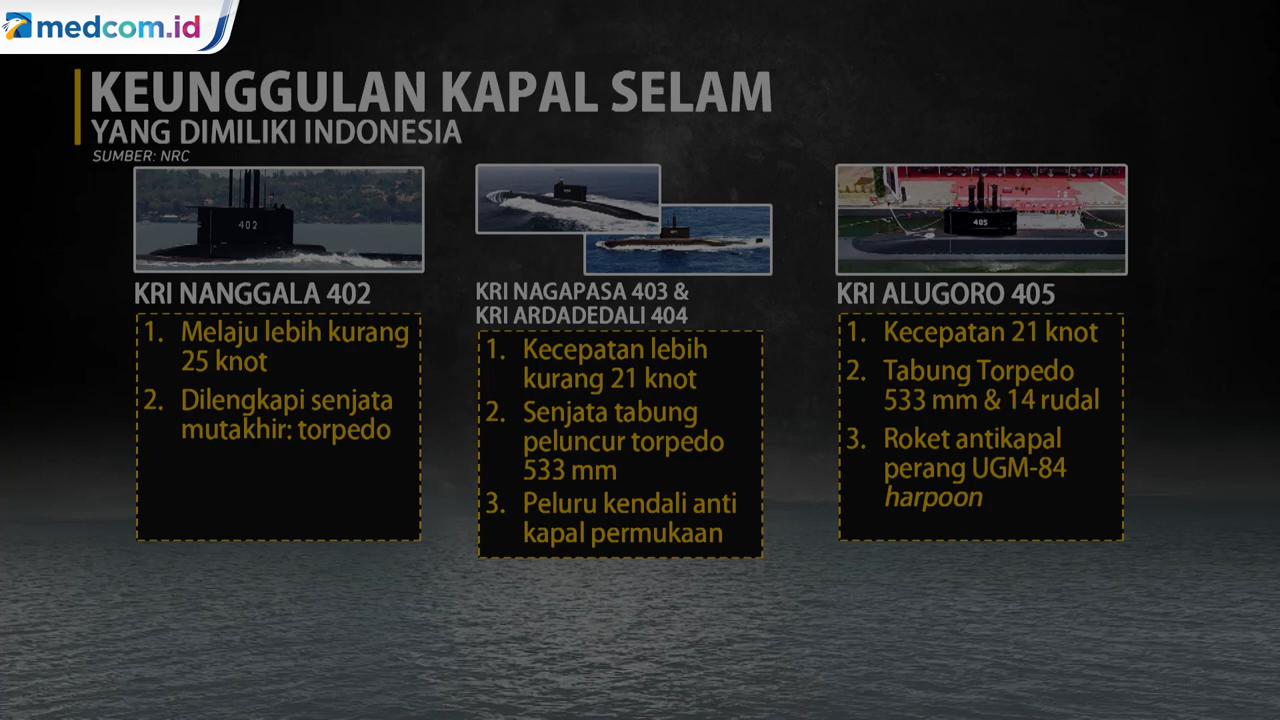 medcom.id
KEUNGGULAN KAPAL SELAM
YANG DIMILIKI INDONESIA
SUMBER: NRC
402
405
KRI NANGGALA 402
1. Melaju lebih kurang
25 knot
2. Dilengkapi senjata
mutakhir: torpedo
KRI NAGAPASA 403 &
KRI ARDADEDALI 404
1. Kecepatan lebih
kurang 21 knot
2. Senjata tabung
peluncur torpedo
533 mm
3. Peluru kendali anti
kapal permukaan
KRI ALUGORO 405
1. Kecepatan 21 knot
2. Tabung Torpedo
533 mm & 14 rudal
3. Roket antikapal
perang UGM-84
harpoon